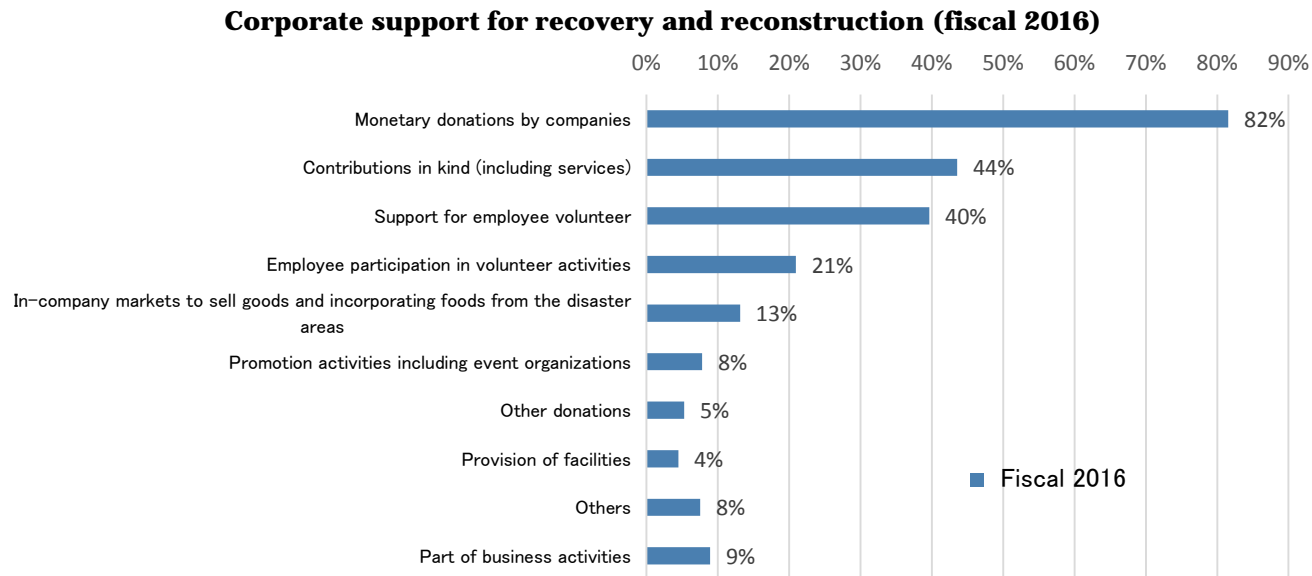 Corporate support for recovery and reconstruction (fiscal 2016)
0% 10% 20% 30% 40% 50% 60% 70% 80% 90%
Monetary donations by companies 82%
Contributions in kind (including services) 44%
Support for employee volunteer 40%
Employee participation in volunteer activities 21%
In-company markets to sell goods and incorporating foods from the disaster
areas 13%
Promotion activities including event organizations 8%
Other donations 5%
Provision of facilities 4%
Fiscal 2016
Others 8%
Part of business activities 9%